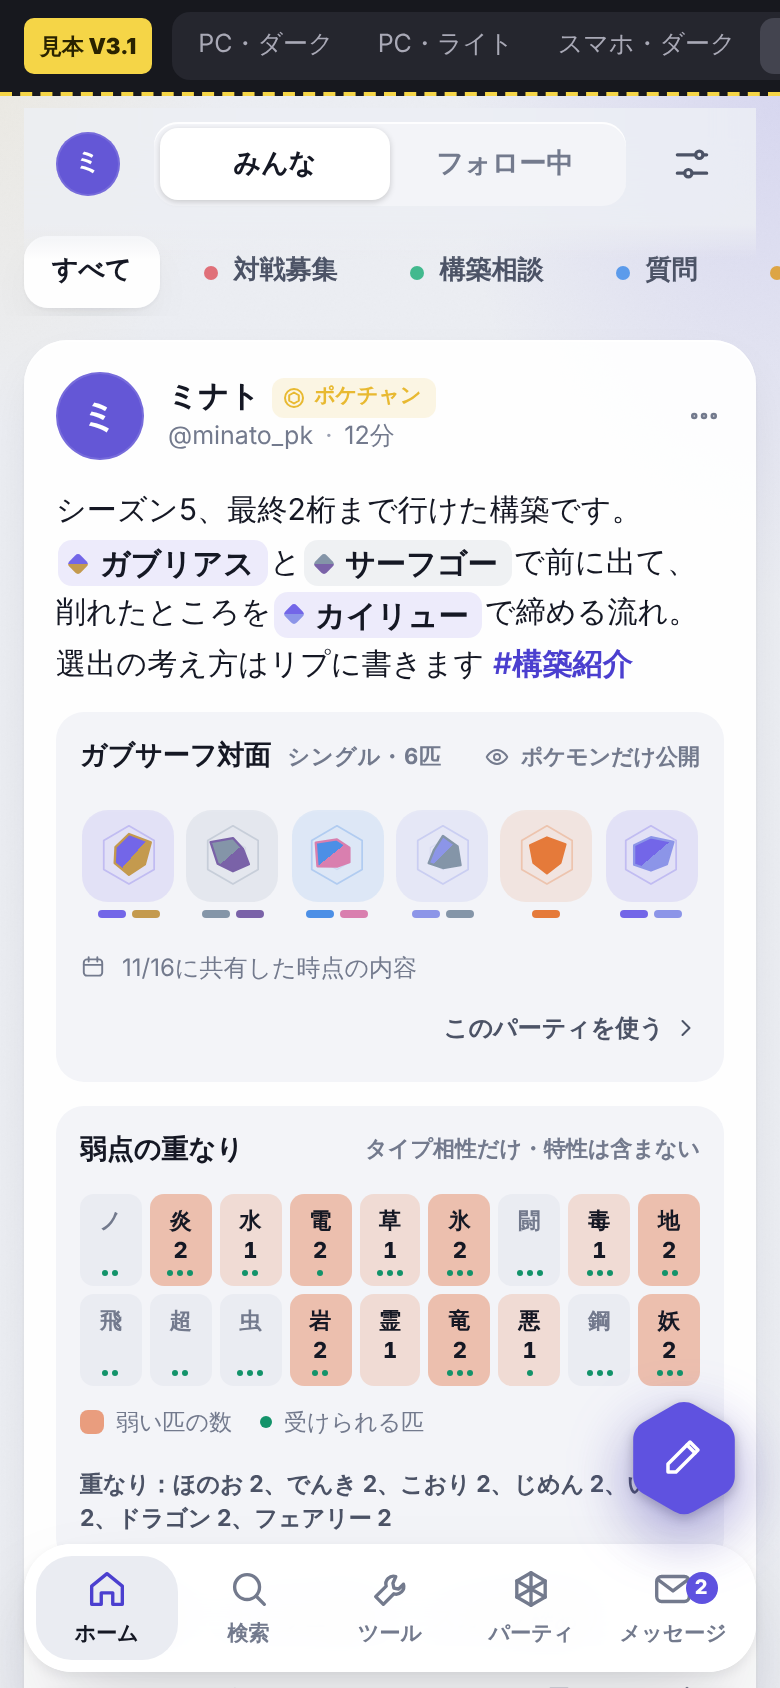 見本 V3.1
PC・ダーク
PC・ライト
スマホ・ダーク
ミ
みんな
フォロー中
すべて
対戦募集
構築相談
質問
ミ
ミナト
ポケチャン
@minato_pk · 12分
シーズン5、最終2桁まで行けた構築です。
ガブリアスとサーフゴーで前に出て、
削れたところをカイリューで締める流れ。
選出の考え方はリプに書きます #構築紹介
ガブサーフ対面 シングル・6匹 ポケモンだけ公開
11/16に共有した時点の内容
このパーティを使う
弱点の重なり タイプ相性だけ・特性は含まない
ノ 炎 水 電 草 氷 闘 毒 地
2 1 2 1 2 1 2
飛 超 虫 岩 霊 竜 悪 鋼 妖
2 1 2 1 2
弱い匹の数 受けられる匹
重なり：ほのお 2、でんき 2、こおり 2、じめん 2、
2、ドラゴン 2、フェアリー 2
ホーム
検索
ツール
パーティ
メッセージ
2